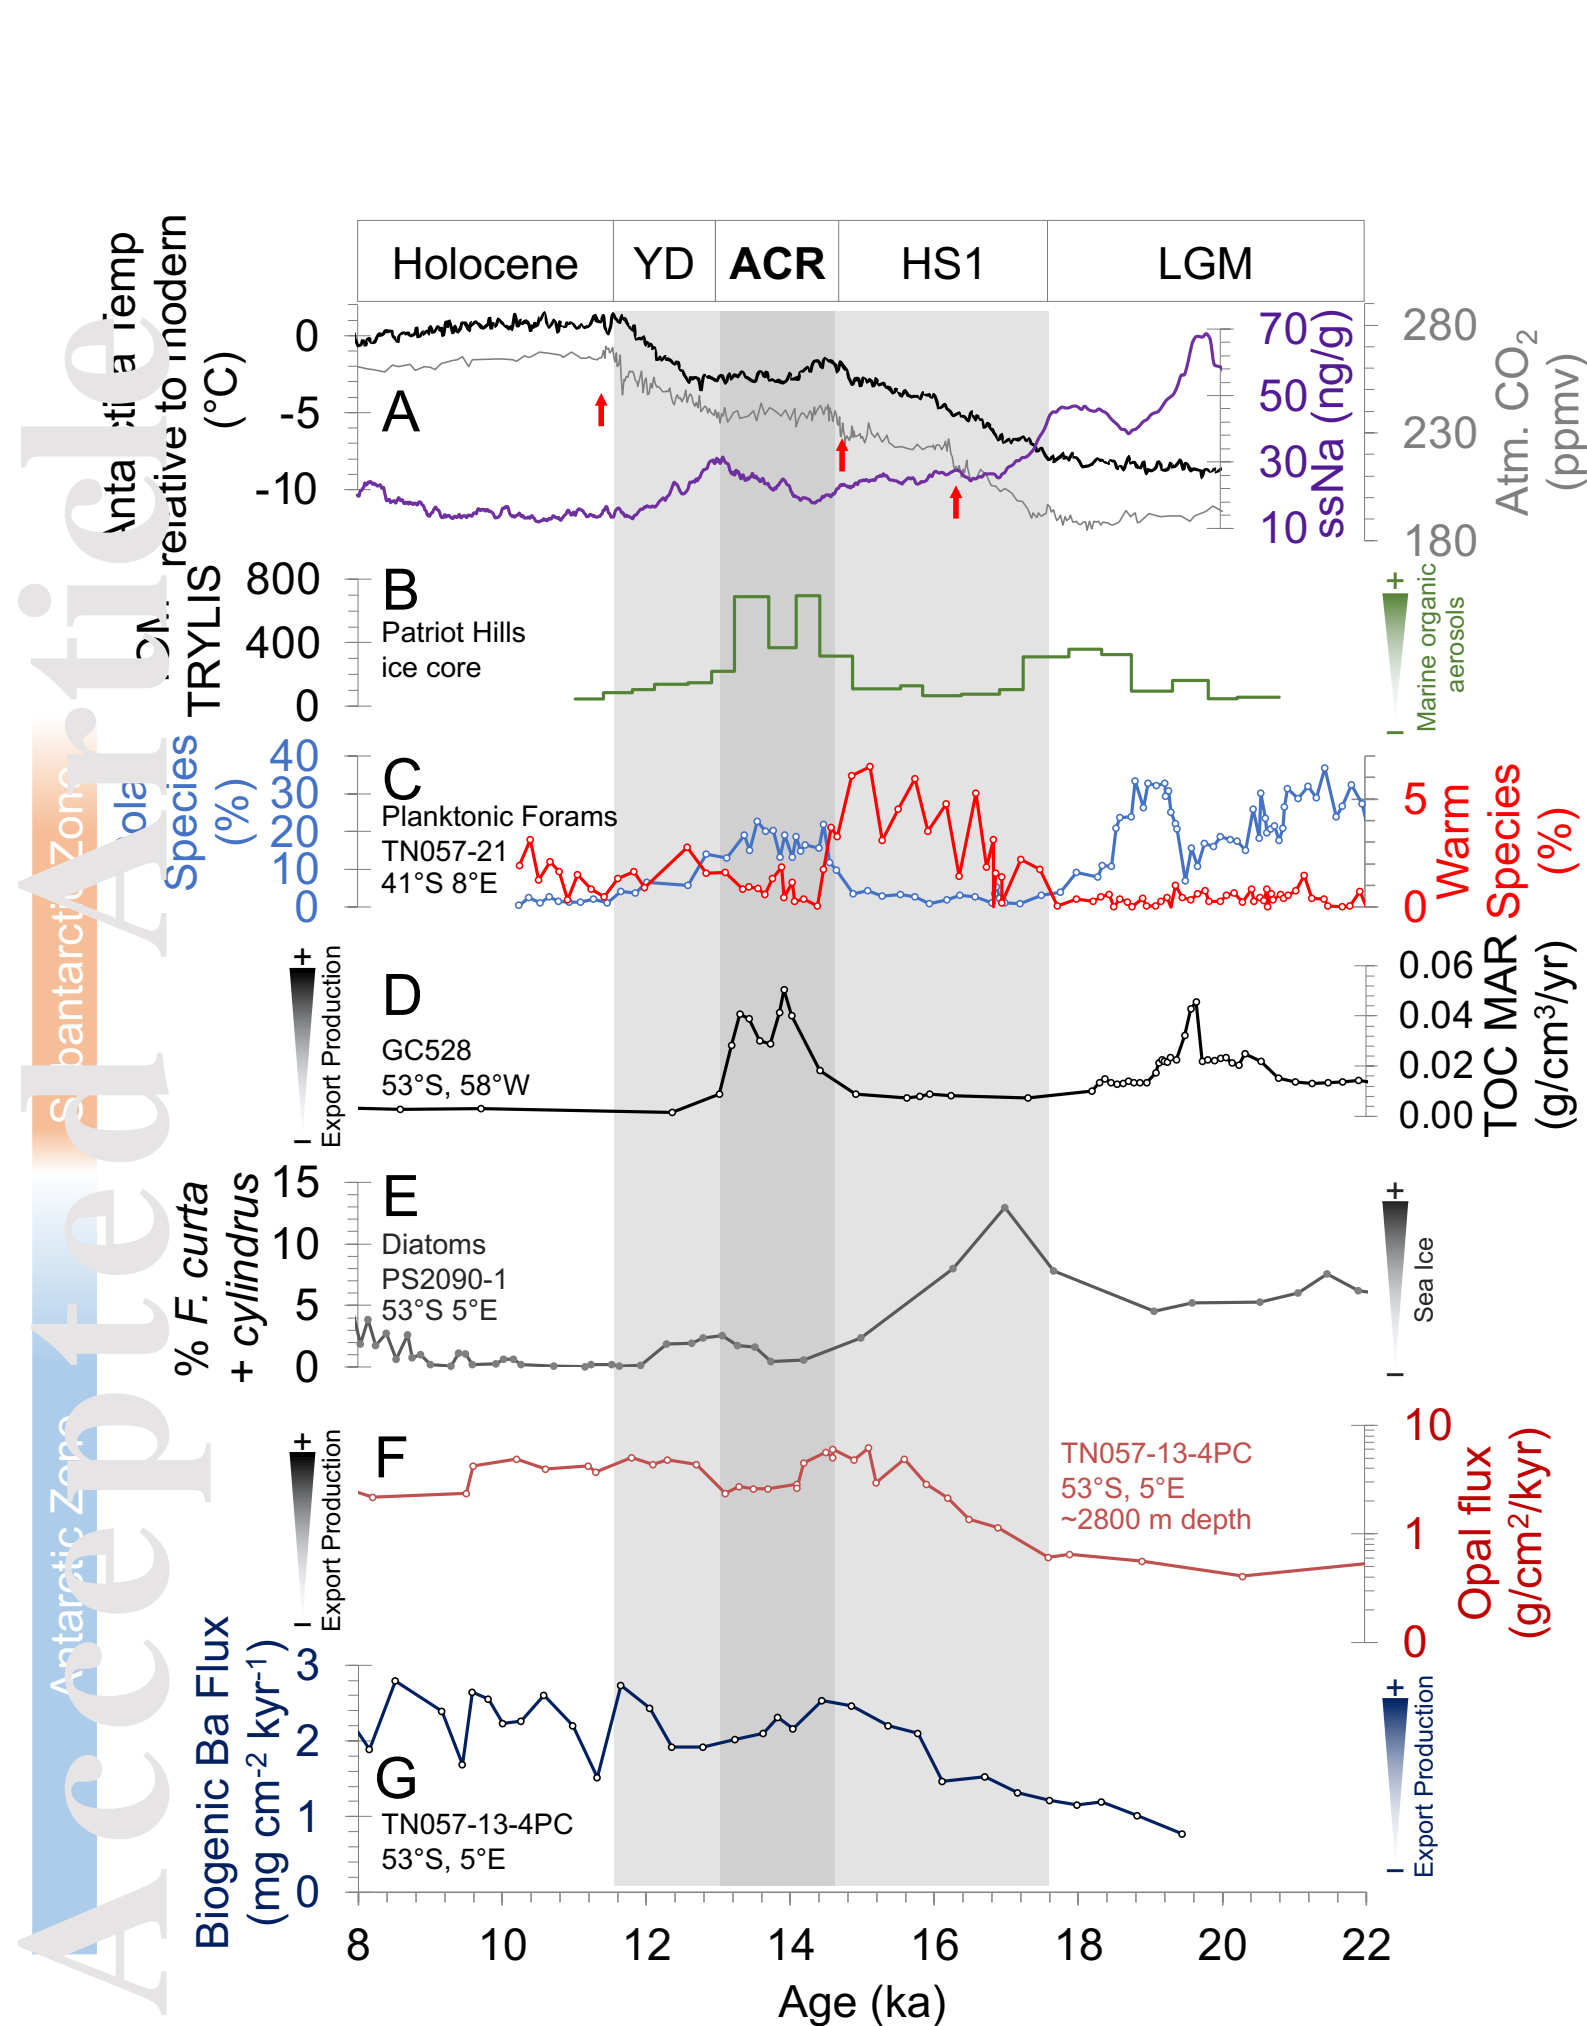 Holocene
YD
ACR
HS1
LGM
relative to modern
(°C)
0
-5
-10
A
70
50
30
10
ssNa (ng/g)
280
230
180
Atm. CO2
(ppmv)
TRYLIS
800
400
0
B
Patriot Hills
ice core
+
Marine organic
aerosols
–
Species
(%)
40
30
20
10
0
C
Planktonic Forams
TN057-21
41°S 8°E
5
0
Warm
Species
(%)
+
Export Production
–
D
GC528
53°S, 58°W
0.06
0.04
0.02
0.00
TOC MAR
(g/cm3/yr)
% F. curta
+ cylindrus
15
10
5
0
E
Diatoms
PS2090-1
53°S 5°E
+
Sea Ice
–
+
Export Production
–
F
TN057-13-4PC
53°S, 5°E
~2800 m depth
10
1
0
Opal flux
(g/cm2/kyr)
Biogenic Ba Flux
(mg cm-2 kyr-1)
3
2
1
0
G
TN057-13-4PC
53°S, 5°E
+
Export Production
–
8
10
12
14
16
18
20
22
Age (ka)
Antarctic Zone
Accepted Article